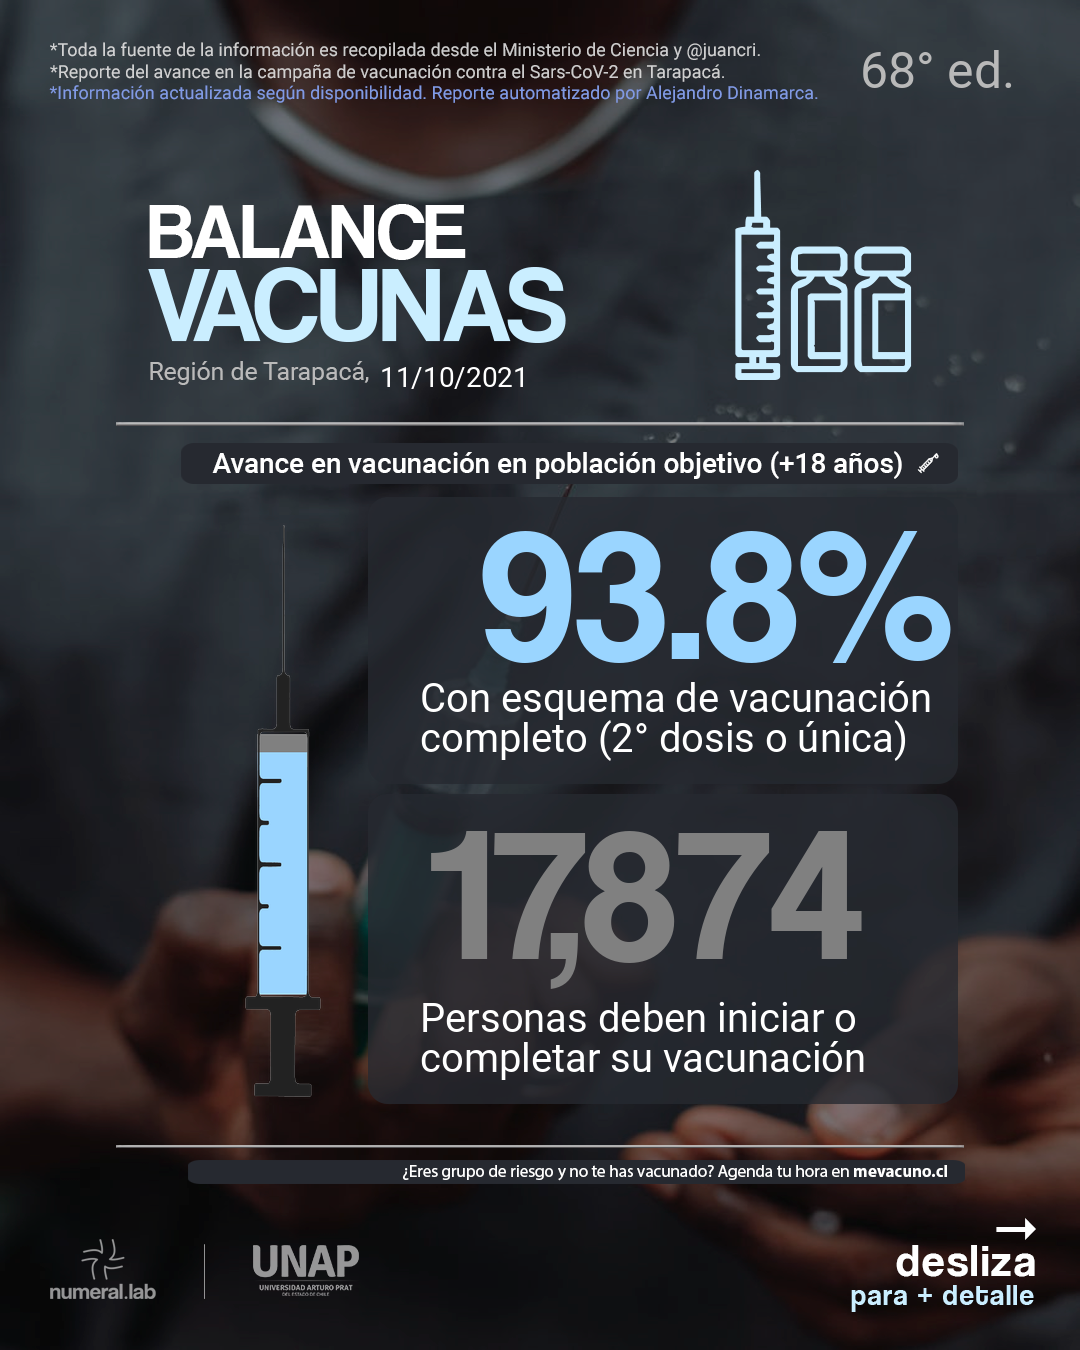 *Toda la fuente de la información es recopilada desde el Ministerio de Ciencia y @juancri.
*Reporte del avance en la campaña de vacunación contra el Sars-CoV-2 en Tarapacá.
*Información actualizada según disponibilidad. Reporte automatizado por Alejandro Dinamarca.
68° ed.
BALANCE
VACUNAS
Región de Tarapacá, 11/10/2021
Avance en vacunación en población objetivo (+18 años)
93.8%
Con esquema de vacunación
completo (2° dosis o única)
17,874
Personas deben iniciar o
completar su vacunación
¿Eres grupo de riesgo y no te has vacunado? Agenda tu hora en mevacuno.cl
numeral.lab
UNAP
UNIVERSIDAD ARTURO PRAT
DEL ESTADO DE CHILE
desliza
para + detalle